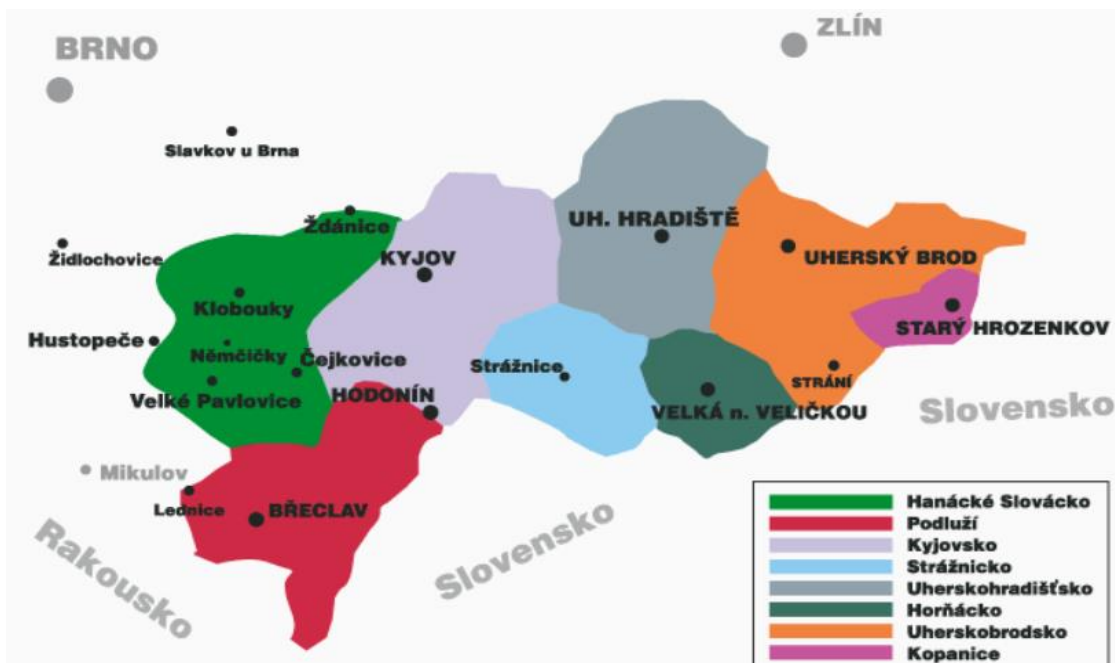 BRNO
ZLÍN
Slavkov u Brna
Ždánice
UH. HRADIŠTĚ
Židlochovice
KYJOV
UHERSKÝ BROD
Klobouky
STARÝ HROZENKOV
Hustopeče
Němčičky
Čejkovice
Strážnice
Velké Pavlovice
HODONÍN
STRÁNÍ
VELKÁ n. VELIČKOU
Slovensko
Mikulov
Lednice
BŘECLAV
Rakousko
Slovensko
Hanácké Slovácko
Podluží
Kyjovsko
Strážnicko
Uherskohradišťsko
Horňácko
Uherskobrodsko
Kopanice